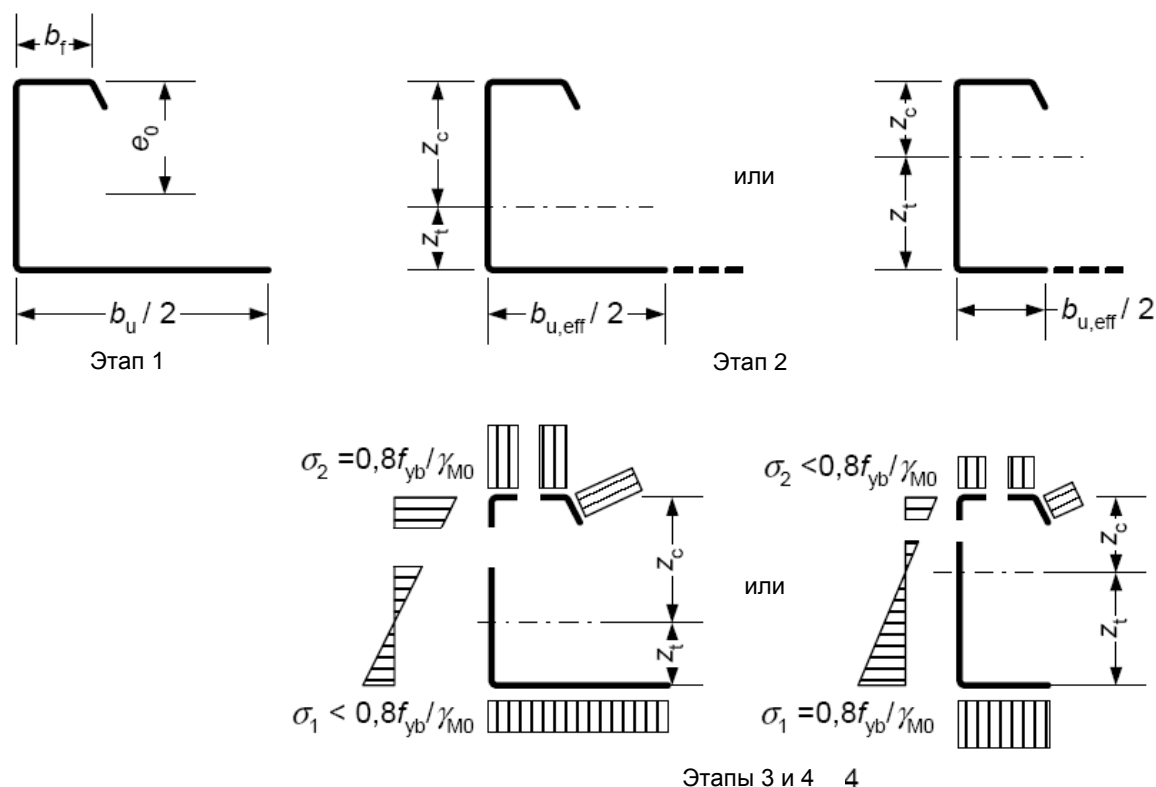 b_f
e_0
z_c
z_t
или
z_c
z_t
b_u / 2
b_u,eff / 2
b_u,eff / 2
Этап 1
Этап 2
σ_2 =0,8f_yb/γ_M0
σ_2 <0,8f_yb/γ_M0
z_c
z_t
или
z_c
z_t
σ_1 < 0,8f_yb/γ_M0
σ_1 =0,8f_yb/γ_M0
Этапы 3 и 4 4